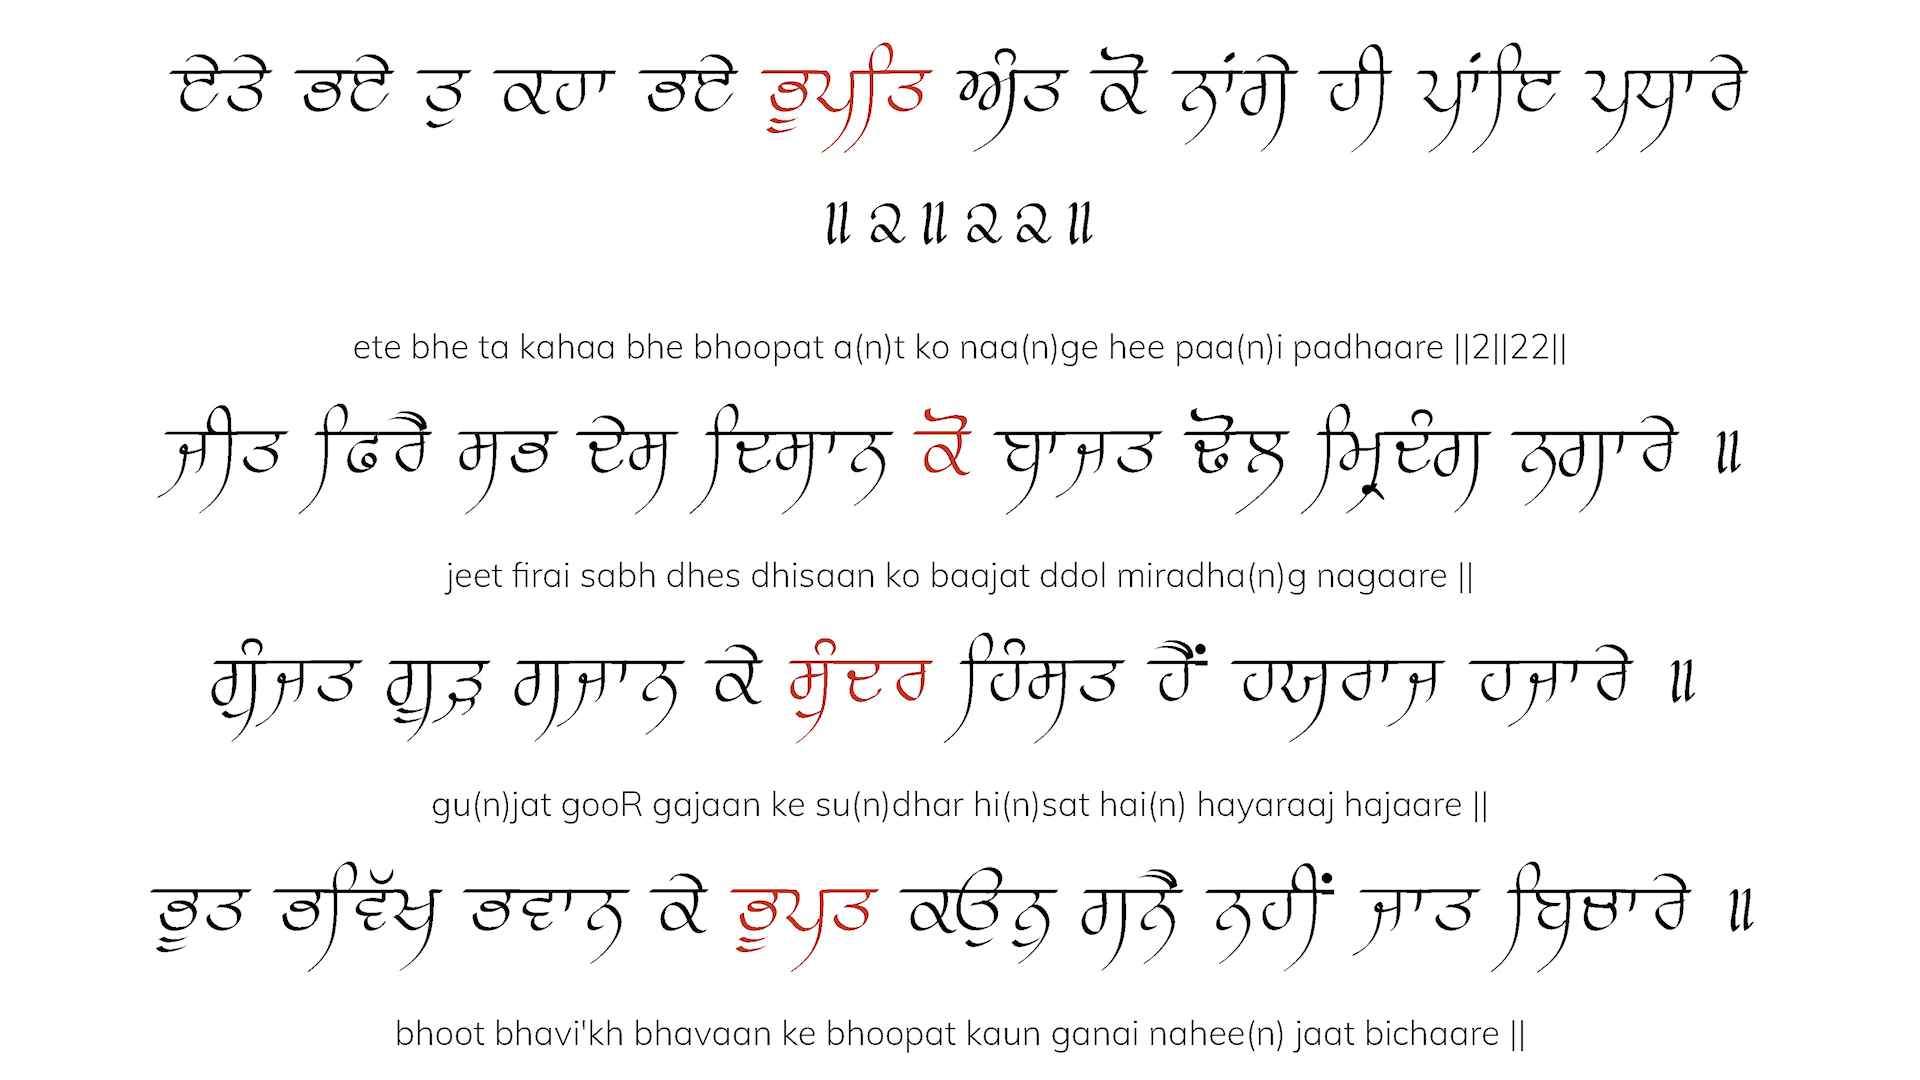 ਏਤੇ ਭਏ ਤੁ ਕਹਾ ਭਏ ਭੂਪਤਿ ਅੰਤ ਕੋ ਨਾਂਗੇ ਹੀ ਪਾਂਇ ਪਧਾਰੇ
॥੨॥੨੨॥
ete bhe ta kahaa bhe bhoopat a(n)t ko naa(n)ge hee paa(n)i padhaare ||2||22||
ਜੀਤ ਫਿਰੈ ਸਭ ਦੇਸ ਦਿਸਾਨ ਕੋ ਬਾਜਤ ਢੋਲ ਮ੍ਰਿਦੰਗ ਨਗਾਰੇ ॥
jeet firai sabh dhes dhisaan ko baajat ddol miradha(n)g nagaare ||
ਗੁੰਜਤ ਗੂੜ ਗਜਾਨ ਕੇ ਸੁੰਦਰ ਹਿੰਸਤ ਹੈਂ ਹਯਰਾਜ ਹਜਾਰੇ ॥
gu(n)jat gooR gajaan ke su(n)dhar hi(n)sat hai(n) hayaraaj hajaare ||
ਭੂਤ ਭਵਿੱਖ ਭਵਾਨ ਕੇ ਭੂਪਤ ਕਉਨੁ ਗਨੈ ਨਹੀਂ ਜਾਤ ਬਿਚਾਰੇ ॥
bhoot bhavi'kh bhavaan ke bhoopat kaun ganai nahee(n) jaat bichaare ||